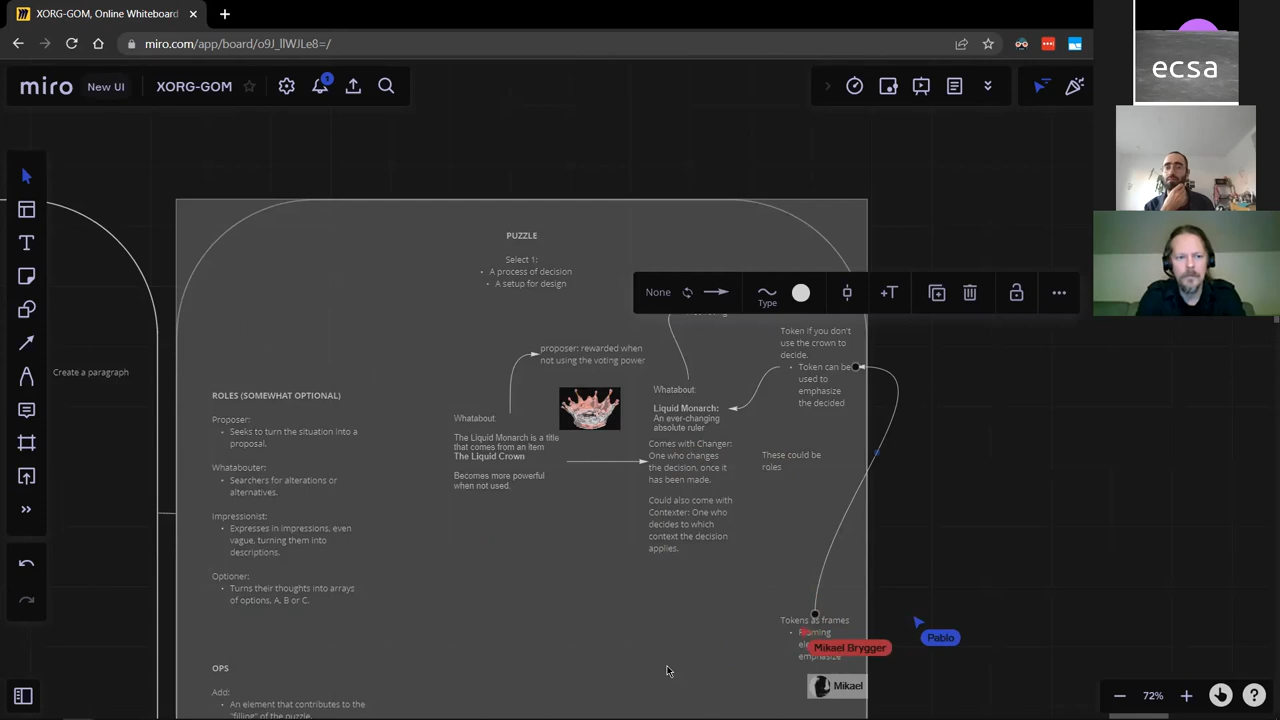 XORG-GOM, Online Whiteboard
miro.com/app/board/o9J_llWJLe8=/
ecsa
miro
New UI
XORG-GOM
1
PUZZLE
Select 1:
• A process of decision
• A setup for design
None
Type
+T
Token If you don't
use the crown to
decide.
• Token can be
used to
emphasize
the decided
proposer: rewarded when
not using the voting power
Create a paragraph
Whatabout:
Liquid Monarch:
An ever-changing
absolute ruler
ROLES (SOMEWHAT OPTIONAL)
Proposer:
• Seeks to turn the situation into a
proposal.
Whatabout
The Liquid Monarch is a title
that comes from an item
The Liquid Crown
Becomes more powerful
when not used.
Comes with Changer:
One who changes
the decision, once it
has been made.
These could be
roles
Whatabouter:
• Searchers for alterations or
alternatives.
Could also come with
Contexter: One who
decides to which
context the decision
applies.
Impressionist:
• Expresses in impressions, even
vague, turning them into
descriptions.
Optioner:
• Turns their thoughts into arrays
of options, A, B or C.
Tokens as frames
• Framing
emphasize
Mikael Brygger
Pablo
Mikael
OPS
Add:
• An element that contributes to the
"filling" of the puzzle.
72%